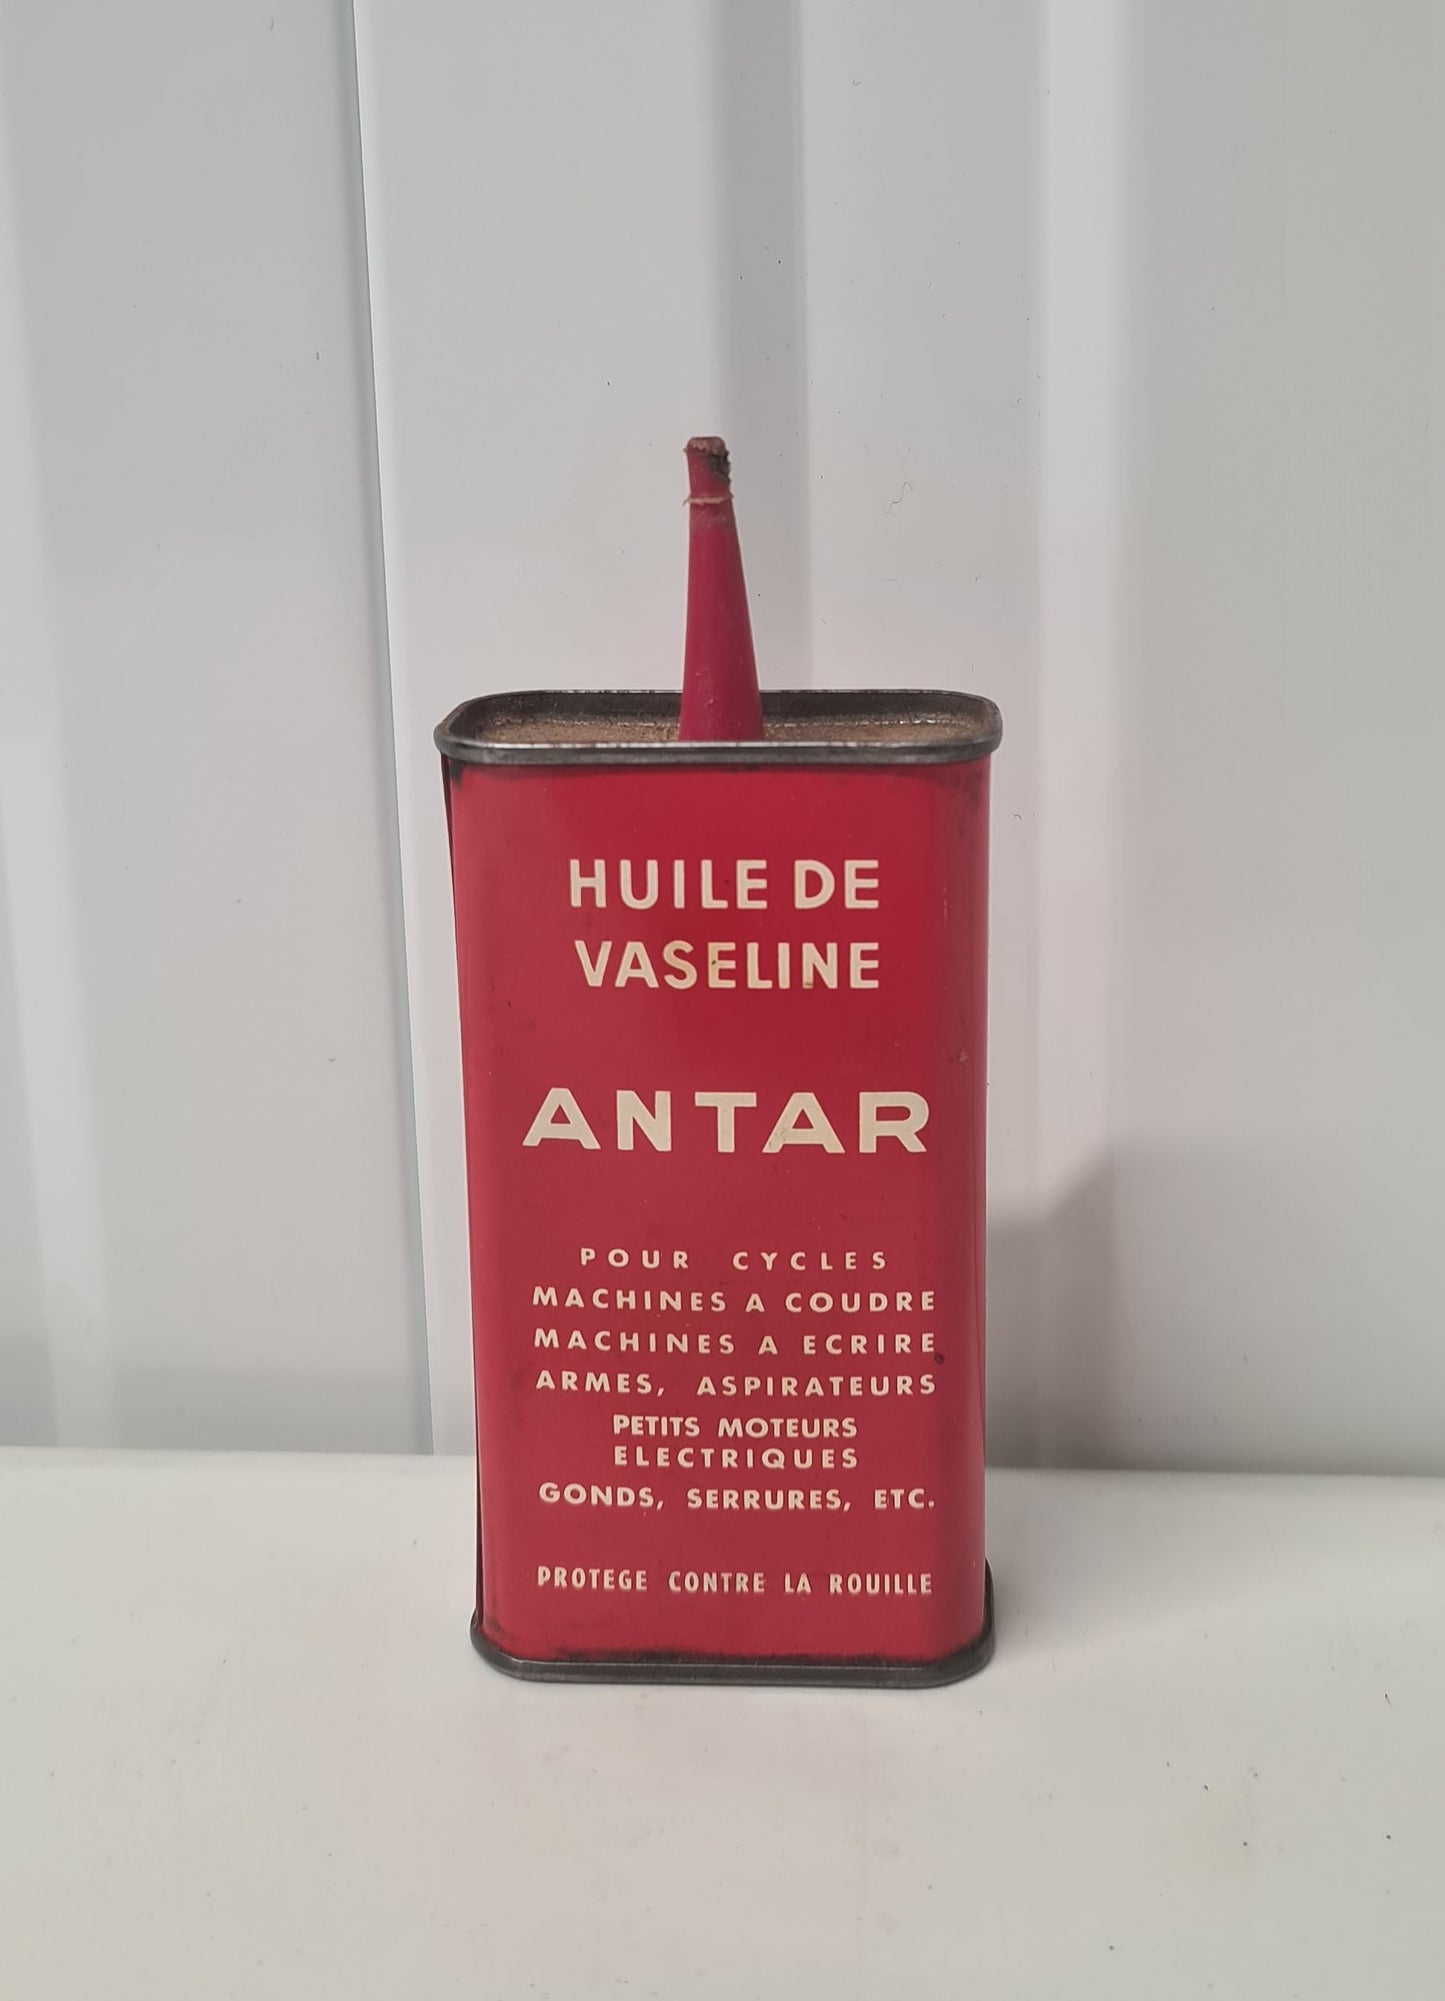 HUILE DE
VASELINE
ANTAR
POUR CYCLES
MACHINES A COUDRE
MACHINES A ECRIRE
ARMES, ASPIRATEURS
PETITS MOTEURS
ELECTRIQUES
GONDS, SERRURES, ETC.
PROTEGE CONTRE LA ROUILLE